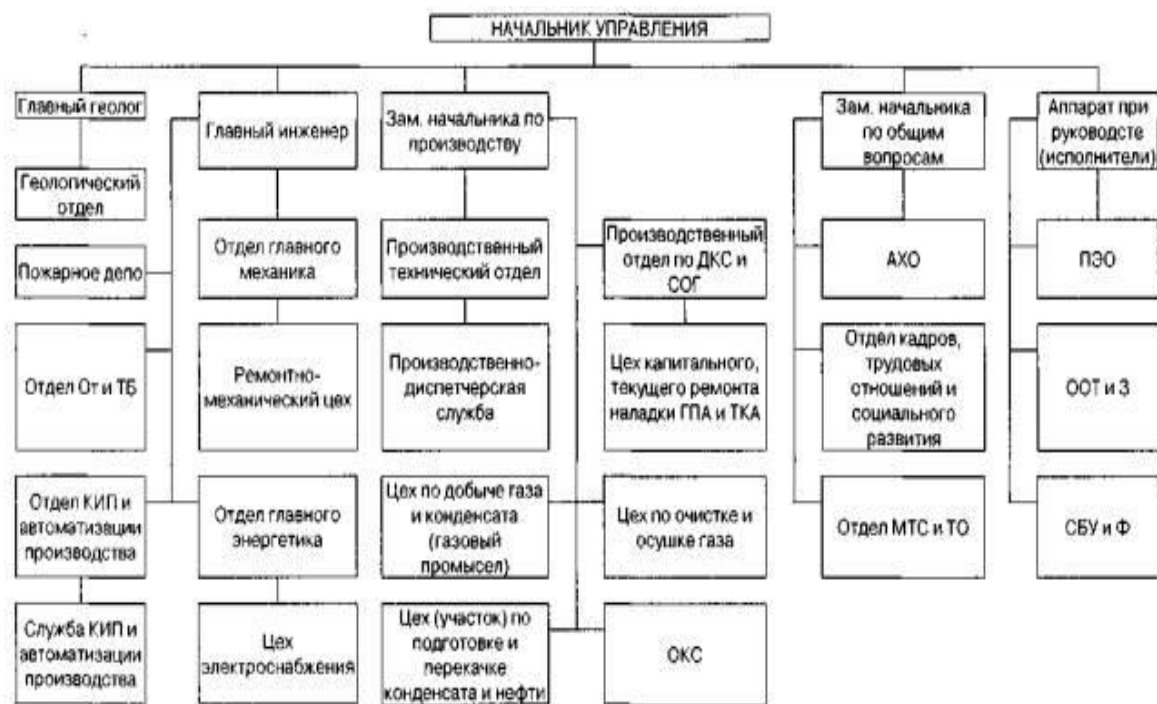 НАЧАЛЬНИК УПРАВЛЕНИЯ
Главный геолог
Главный инженер
Зам. начальника по
производству
Зам. начальника
по общим
вопросам
Аппарат при
руководсте
(исполнители)
Геологический
отдел
Пожарное депо
Отдел главного
механика
Производственный
технический отдел
Производственный
отдел по ДКС и
СОГ
АХО
ПЭО
Отдел От и ТБ
Ремонтно-
механический цех
Производственно-
диспетчерская
служба
Цех капитального,
текущего ремонта
наладки ГПА и ТКА
Отдел кадров,
трудовых
отношений и
социального
развития
ООТ и З
Отдел КИП и
автоматизации
производства
Отдел главного
энергетика
Цех по добыче газа
и конденсата
(газовый
промысел)
Цех по очистке и
осушке газа
Отдел МТС и ТО
СБУ и Ф
Служба КИП и
автоматизации
производства
Цех
электроснабжения
Цех (участок) по
подготовке и
перекачке
конденсата и нефти
ОКС